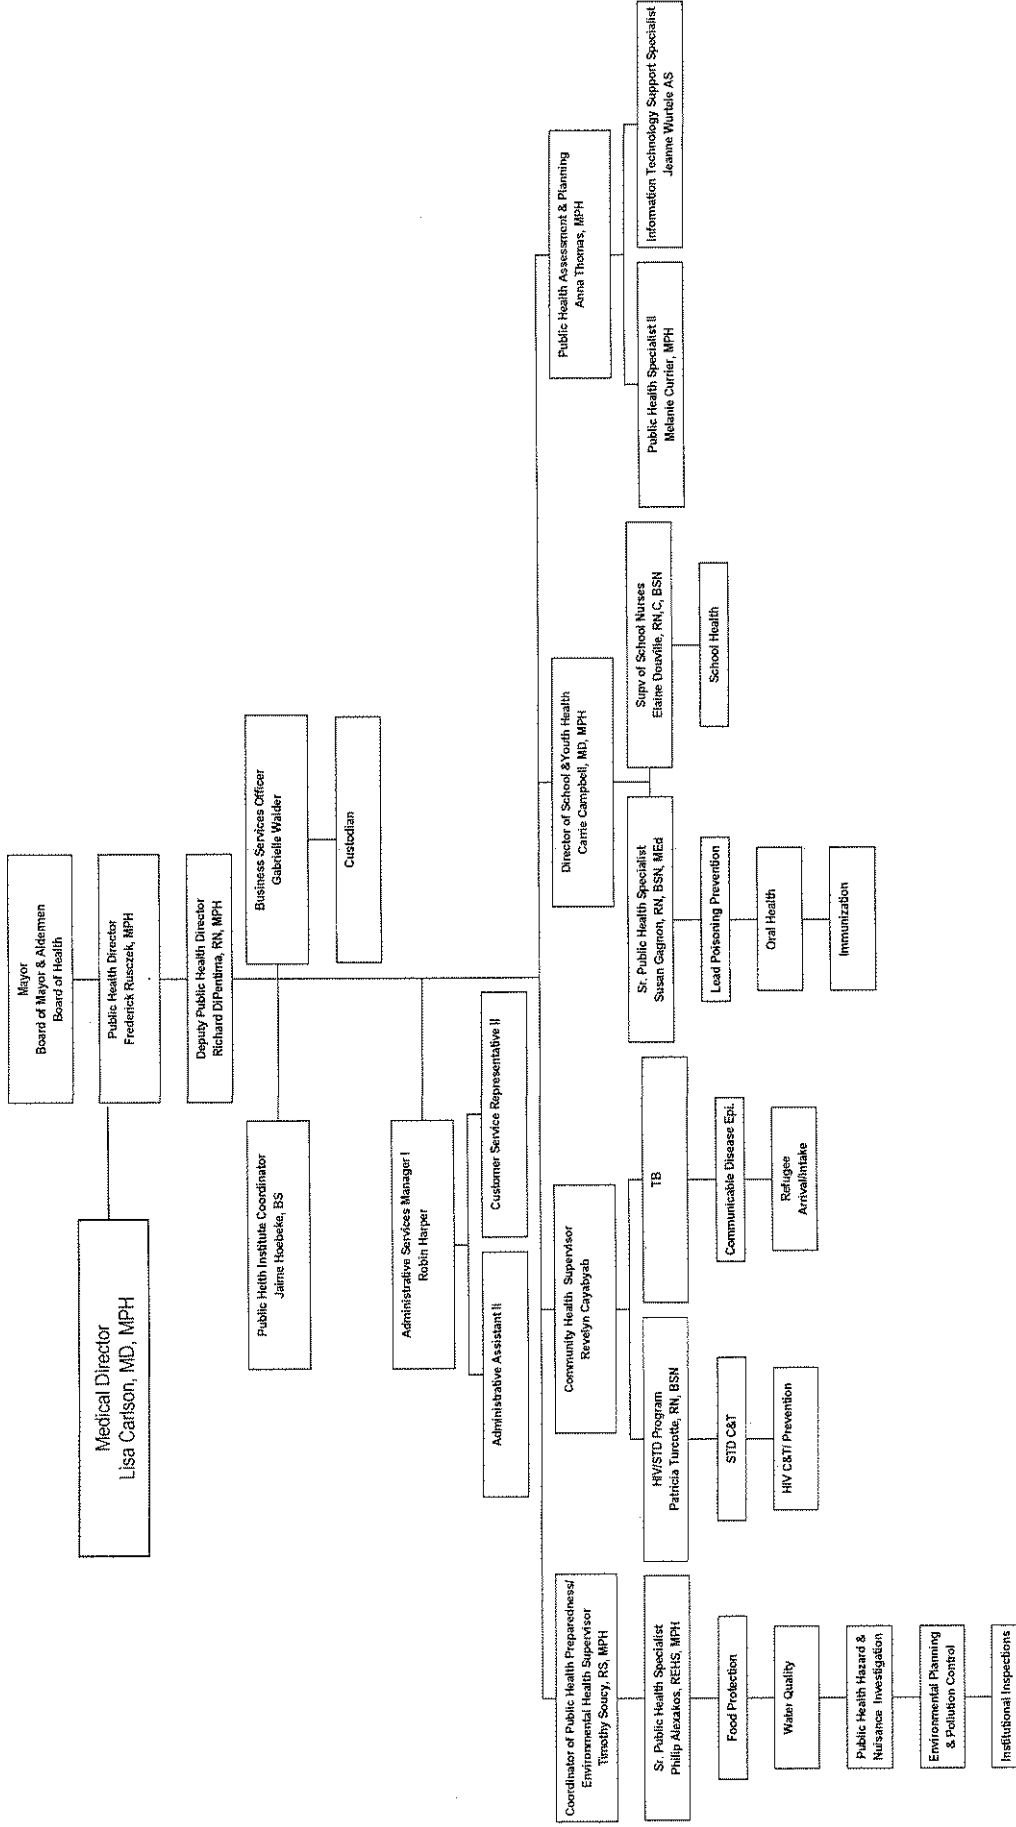 Mayor
Board of Mayor & Aldermen
Board of Health
Medical Director
Lisa Carlson, MD, MPH
Public Health Director
Frederick Rusczek, MPH
Deputy Public Health Director
Richard DiPentima, RN, MPH
Public Helth Institute Coordinator
Jaime Hoebeke, BS
Business Services Officer
Gabrielle Walder
Custodian
Administrative Services Manager I
Robin Harper
Administrative Assistant II
Customer Service Representative II
Coordinator of Public Health Preparedness/
Environmental Health Supervisor
Timothy Soucy, RS, MPH
Sr. Public Health Specialist
Philip Alexakos, REHS, MPH
Food Protection
Water Quality
Public Health Hazard &
Nuisance Investigation
Environmental Planning
& Pollution Control
Institutional Inspections
Community Health Supervisor
Revelyn Cayabyab
HIV/STD Program
Patricia Turcotte, RN, BSN
STD C&T
HIV C&T/ Prevention
TB
Communicable Disease Epi.
Refugee
Arrival/Intake
Director of School &Youth Health
Carrie Campbell, MD, MPH
Sr. Public Health Specialist
Susan Gagnon, RN, BSN, MEd
Lead Poisoning Prevention
Oral Health
Immunization
Supv of School Nurses
Elaine Douville, RN,C, BSN
School Health
Public Health Assessment & Planning
Anna Thomas, MPH
Public Health Specialist II
Melanie Currier, MPH
Information Technology Support Specialist
Jeanne Wurtele AS